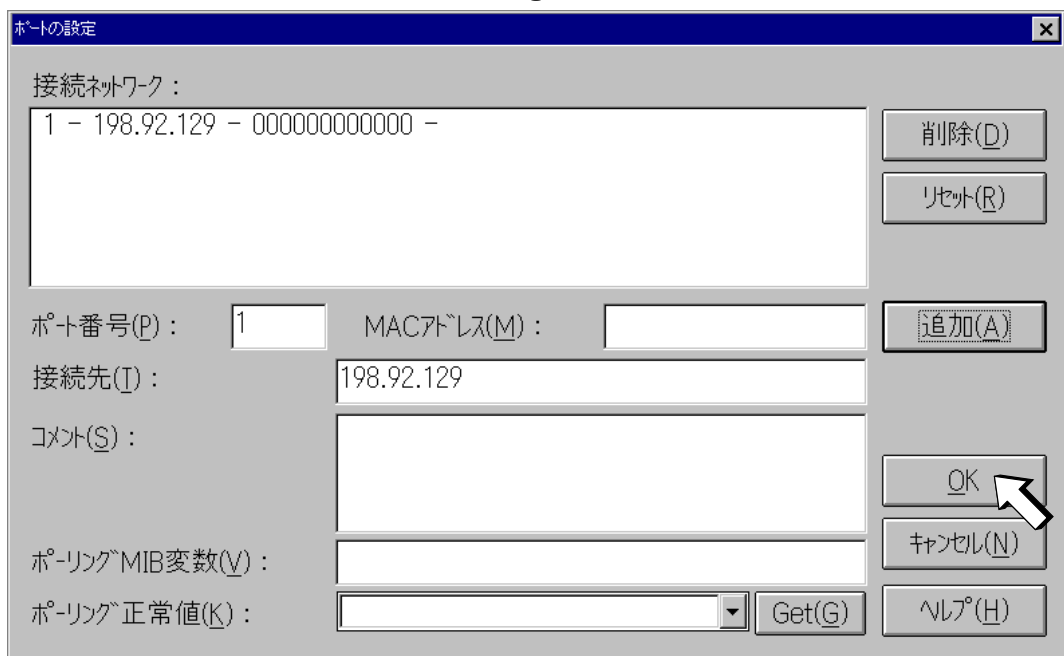 ﾎﾟｰﾄの設定
接続ﾈｯﾄﾜｰｸ：
1 - 198.92.129 - 000000000000 -
削除(D)
ﾘｾｯﾄ(R)
ﾎﾟｰﾄ番号(P)： 1 MACｱﾄﾞﾚｽ(M)： 追加(A)
接続先(T)： 198.92.129
ｺﾒﾝﾄ(S)：
OK
ｷｬﾝｾﾙ(N)
ﾎﾟｰﾘﾝｸﾞMIB変数(V)：
ﾎﾟｰﾘﾝｸﾞ正常値(K)： Get(G) ﾍﾙﾌﾟ(H)